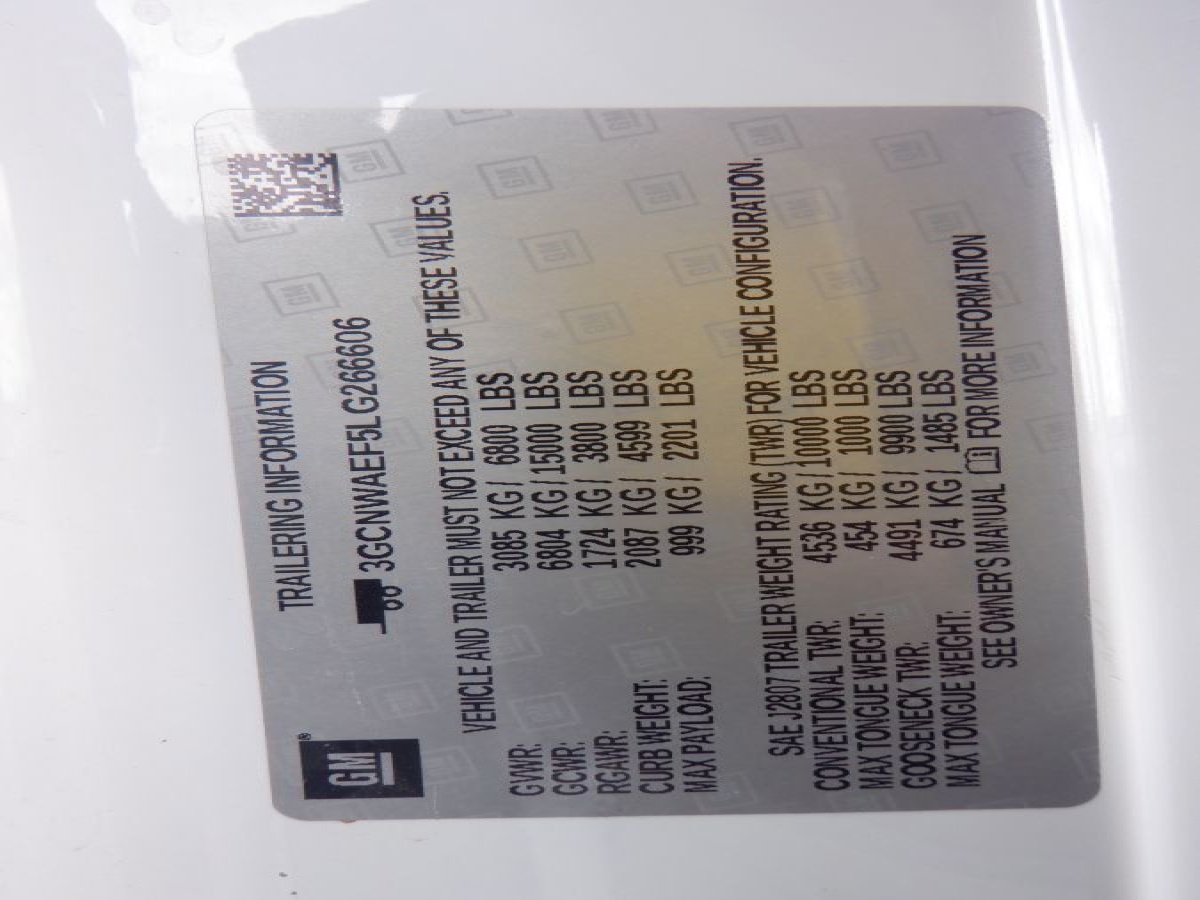 GM®
TRAILERING INFORMATION
3GCNWAEF5LG266606
VEHICLE AND TRAILER MUST NOT EXCEED ANY OF THESE VALUES.
GVWR: 3085 KG / 6800 LBS
GCWR: 6804 KG / 15000 LBS
RGAWR: 1724 KG / 3800 LBS
CURB WEIGHT: 2087 KG / 4599 LBS
MAX PAYLOAD: 999 KG / 2201 LBS
SAE J2807 TRAILER WEIGHT RATING (TWR) FOR VEHICLE CONFIGURATION.
CONVENTIONAL TWR: 4536 KG / 10000 LBS
MAX TONGUE WEIGHT: 454 KG / 1000 LBS
GOOSENECK TWR: 4491 KG / 9900 LBS
MAX TONGUE WEIGHT: 674 KG / 1485 LBS
SEE OWNER'S MANUAL FOR MORE INFORMATION